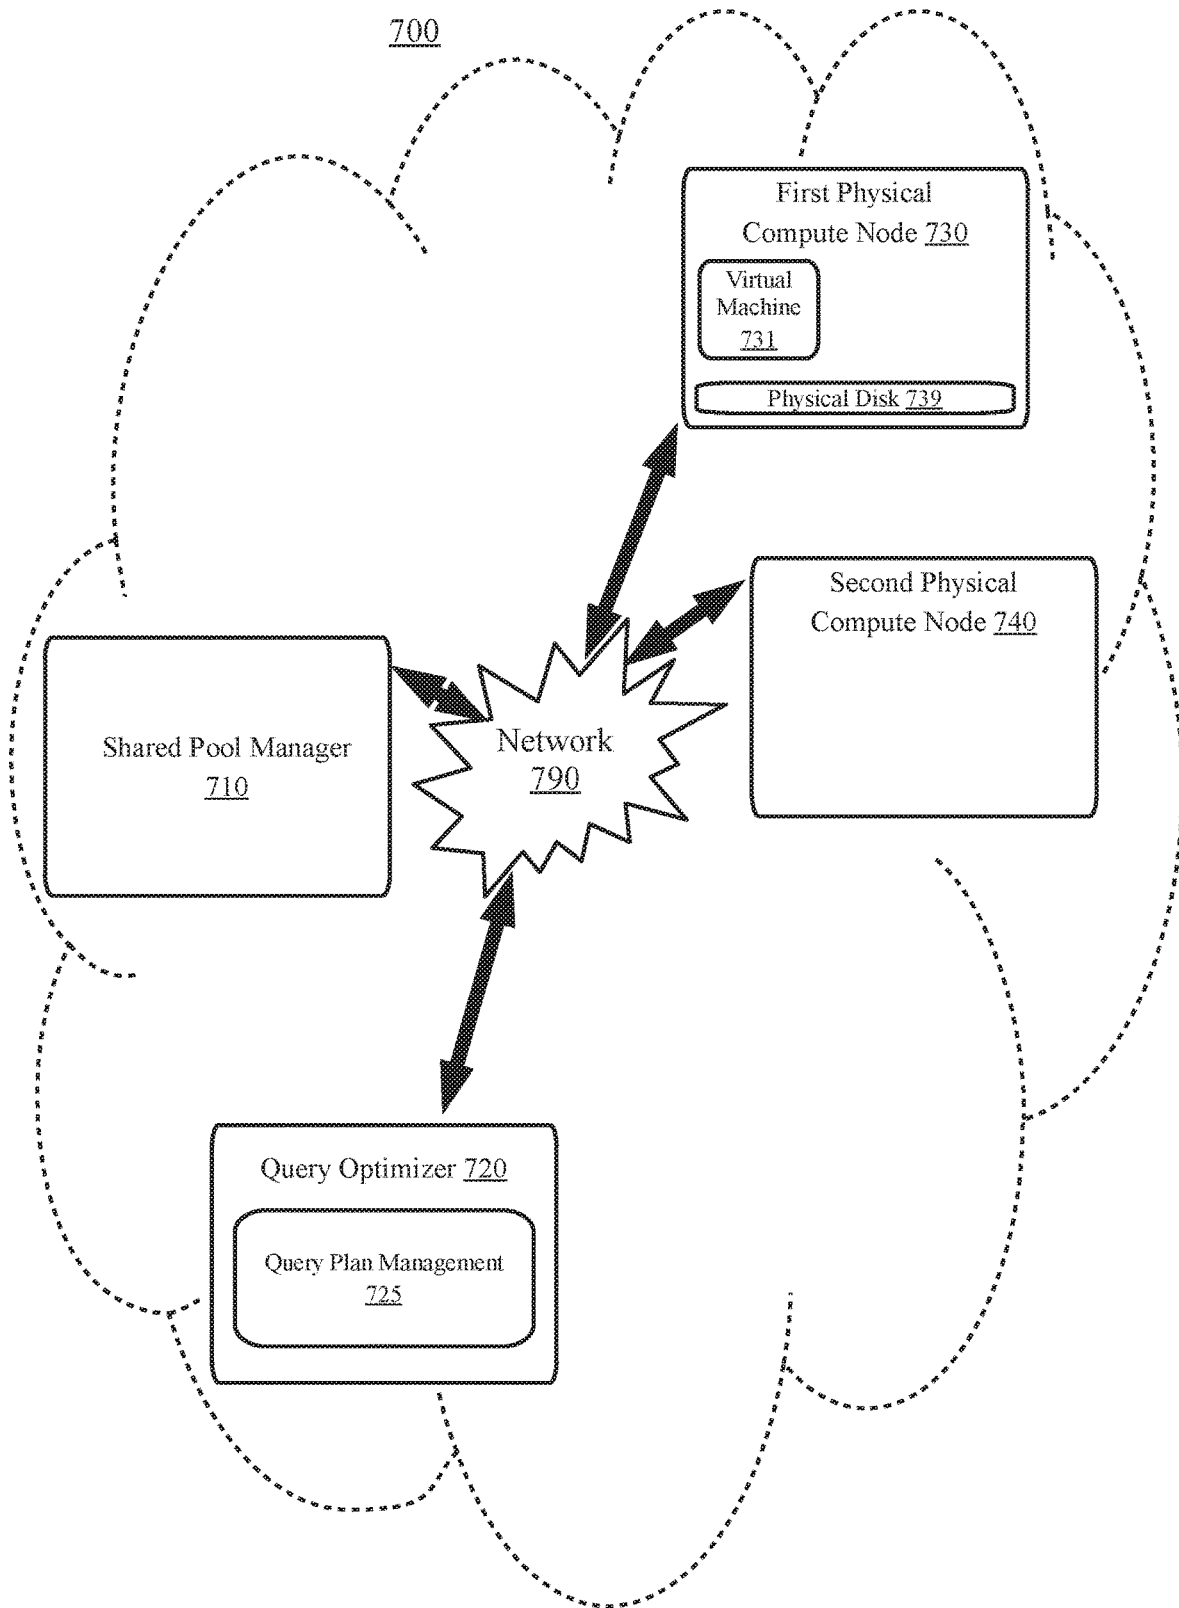 700
First Physical
Compute Node 730
Virtual
Machine
731
Physical Disk 739
Second Physical
Compute Node 740
Shared Pool Manager
710
Network
790
Query Optimizer 720
Query Plan Management
725